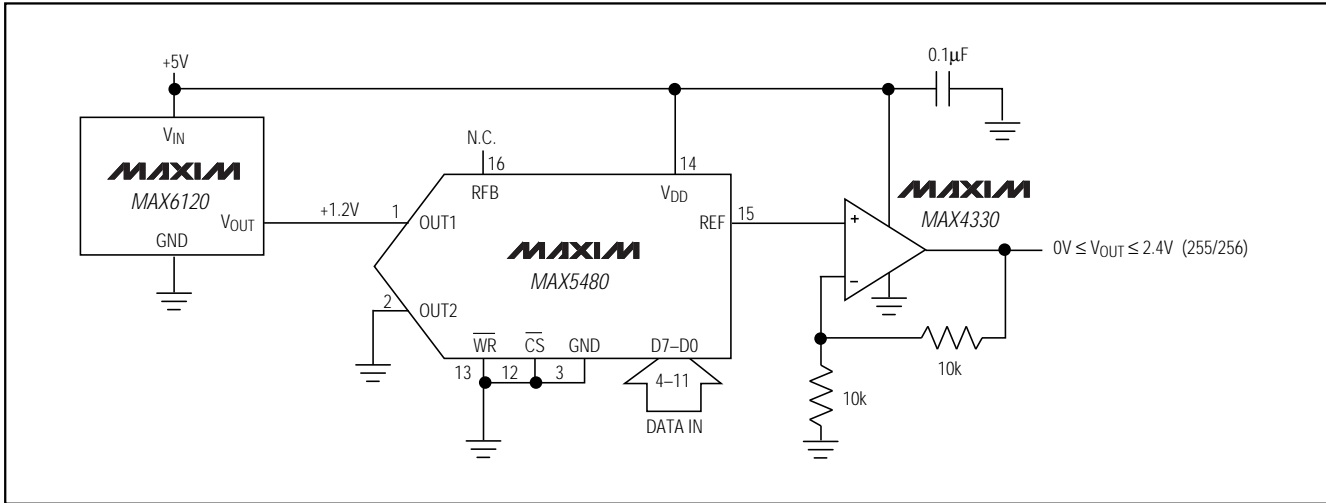 +5V
0.1μF
V_IN
MAXIM
MAX6120
V_OUT
GND
+1.2V
N.C.
16
RFB
14
V_DD
1
OUT1
REF
15
MAXIM
MAX5480
2
OUT2
W̅R̅
C̅S̅
GND
D7–D0
13
12
3
4–11
DATA IN
MAXIM
MAX4330
+
–
0V ≤ V_OUT ≤ 2.4V (255/256)
10k
10k